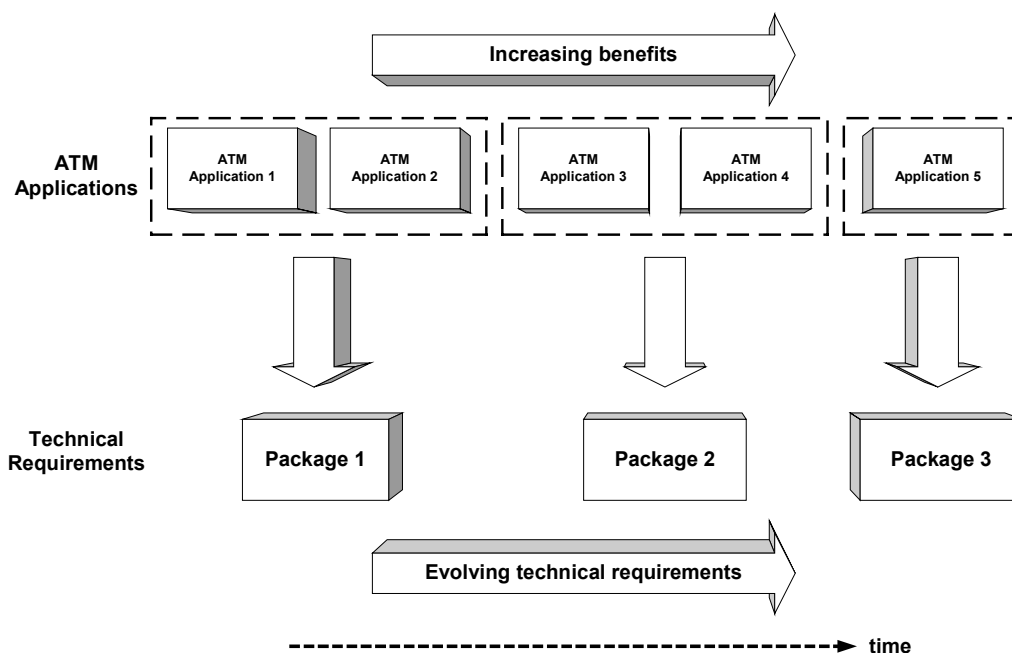 Increasing benefits
ATM
Applications
ATM
Application 1
ATM
Application 2
ATM
Application 3
ATM
Application 4
ATM
Application 5
Technical
Requirements
Package 1
Package 2
Package 3
Evolving technical requirements
time